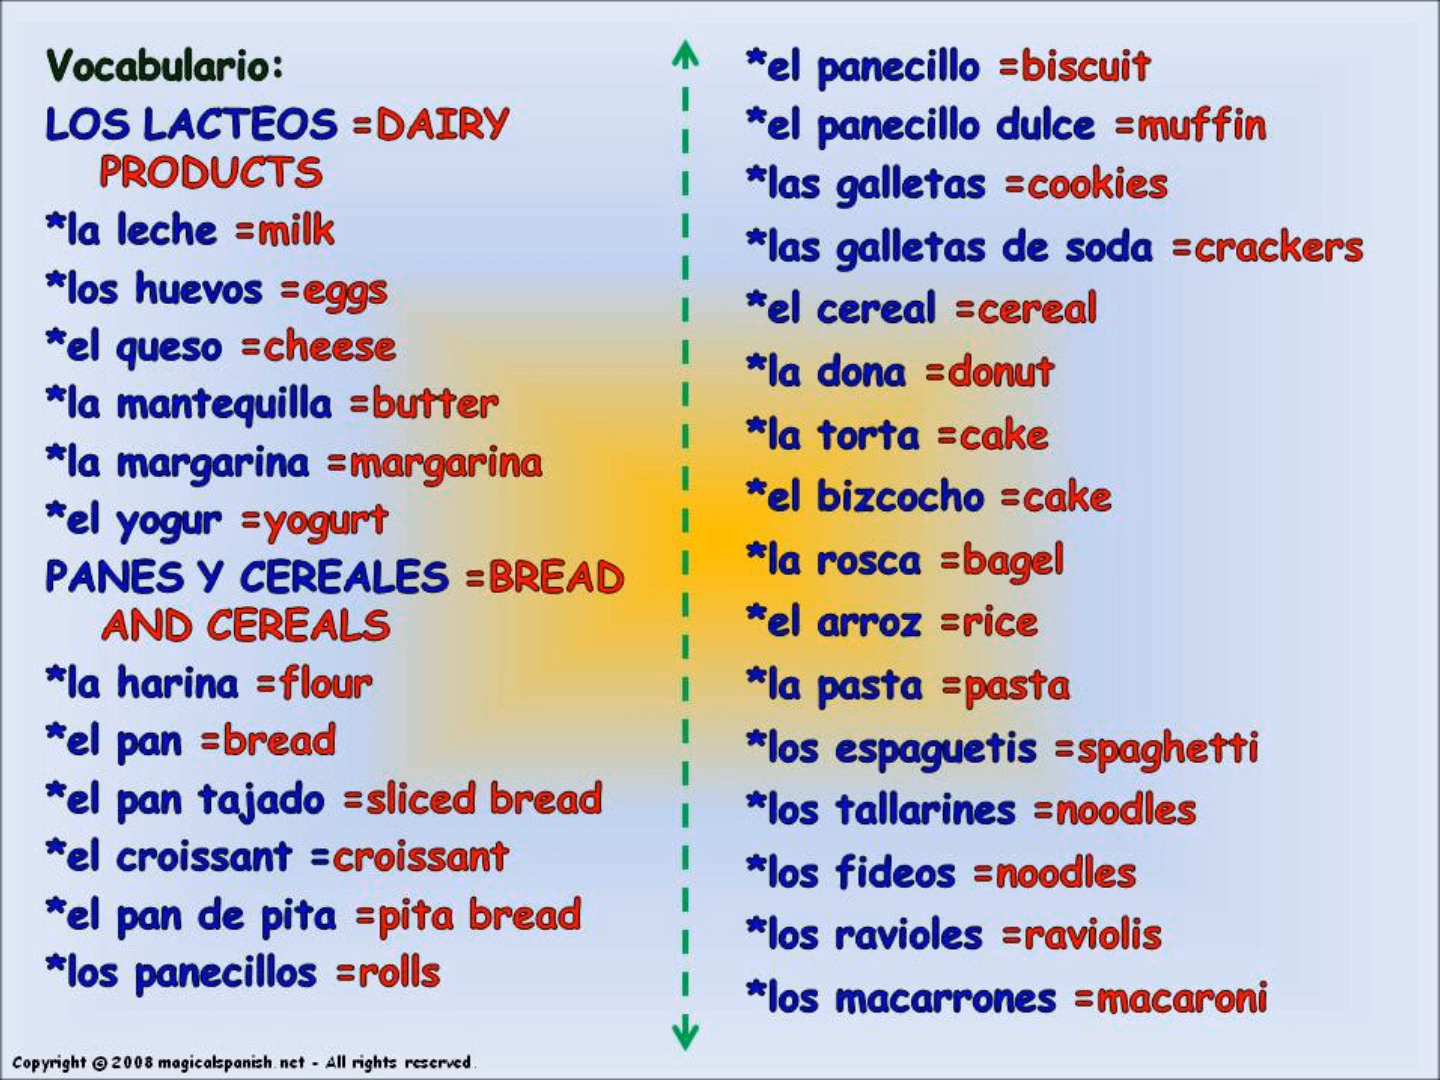 Vocabulario:
LOS LACTEOS =DAIRY
PRODUCTS
*la leche =milk
*los huevos =eggs
*el queso =cheese
*la mantequilla =butter
*la margarina =margarina
*el yogur =yogurt
PANES Y CEREALES =BREAD
AND CEREALS
*la harina =flour
*el pan =bread
*el pan tajado =sliced bread
*el croissant =croissant
*el pan de pita =pita bread
*los panecillos =rolls
*el panecillo =biscuit
*el panecillo dulce =muffin
*las galletas =cookies
*las galletas de soda =crackers
*el cereal =cereal
*la dona =donut
*la torta =cake
*el bizcocho =cake
*la rosca =bagel
*el arroz =rice
*la pasta =pasta
*los espaguetis =spaghetti
*los tallarines =noodles
*los fideos =noodles
*los ravioles =raviolis
*los macarrones =macaroni
Copyright © 2008 magicalspanish.net - All rights reserved.